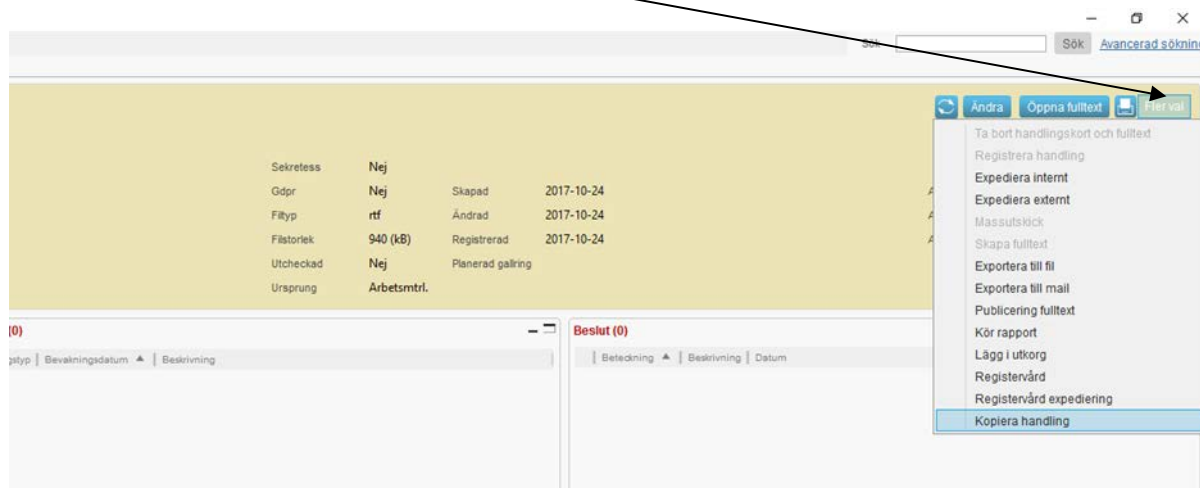 Sök Sök Avancerad sökning
Ändra Öppna fulltext Fler val
Ta bort handlingskort och fulltext
Registrera handling
Expediera internt
Expediera externt
Massutskick
Skapa fulltext
Exportera till fil
Exportera till mail
Publicering fulltext
Kör rapport
Lägg i utkorg
Registervård
Registervård expediering
Kopiera handling
Sekretess Nej
Gdpr Nej Skapad 2017-10-24
Filtyp rtf Ändrad 2017-10-24
Filstorlek 940 (kB) Registrerad 2017-10-24
Utcheckad Nej Planerad gallring
Ursprung Arbetsmtrl.
(0) Beslut (0)
gstyp | Bevakningsdatum ▲ | Beskrivning | | Beteckning ▲ | Beskrivning | Datum